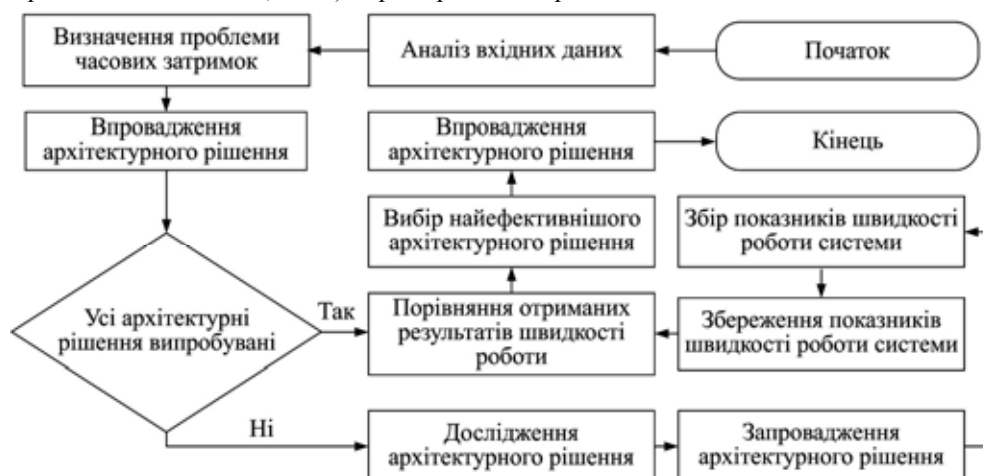 Визначення проблеми
часових затримок
Аналіз вхідних даних
Початок
Впровадження
архітектурного рішення
Впровадження
архітектурного рішення
Кінець
Вибір найефективнішого
архітектурного рішення
Збір показників швидкості
роботи системи
Усі архітектурні
рішення випробувані
Так
Порівняння отриманих
результатів швидкості
роботи
Збереження показників
швидкості роботи системи
Ні
Дослідження
архітектурного рішення
Запровадження
архітектурного рішення